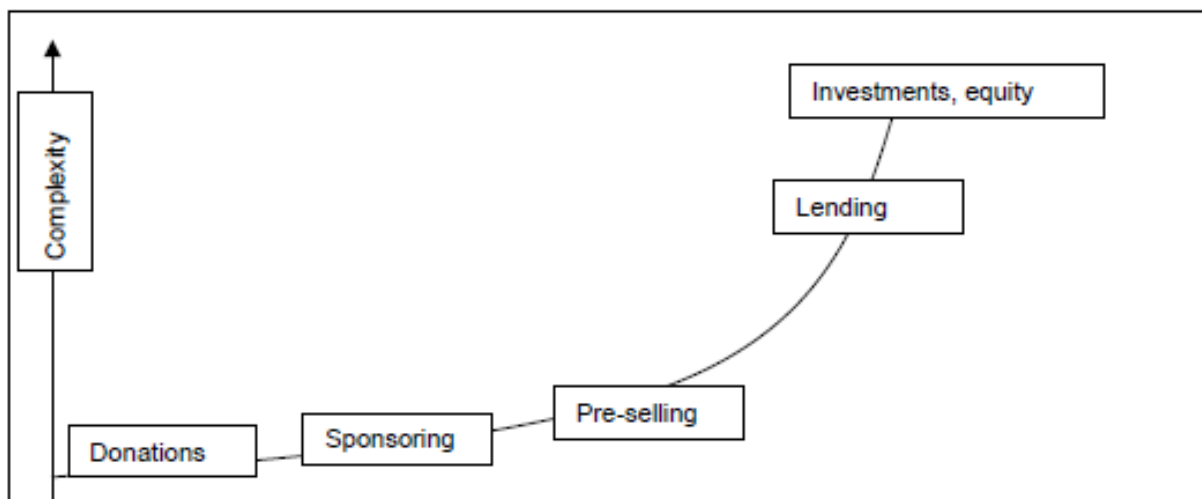 Investments, equity
Complexity
Lending
Pre-selling
Sponsoring
Donations